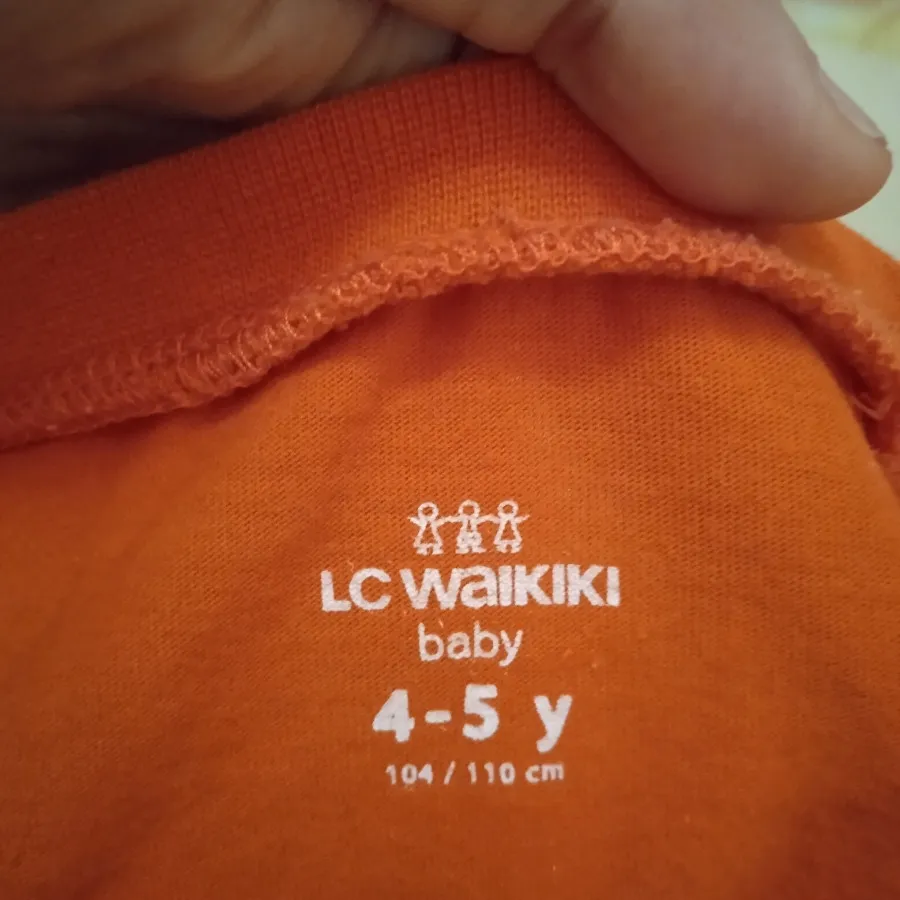 LC WAIKIKI
baby
4-5 y
104 / 110 cm